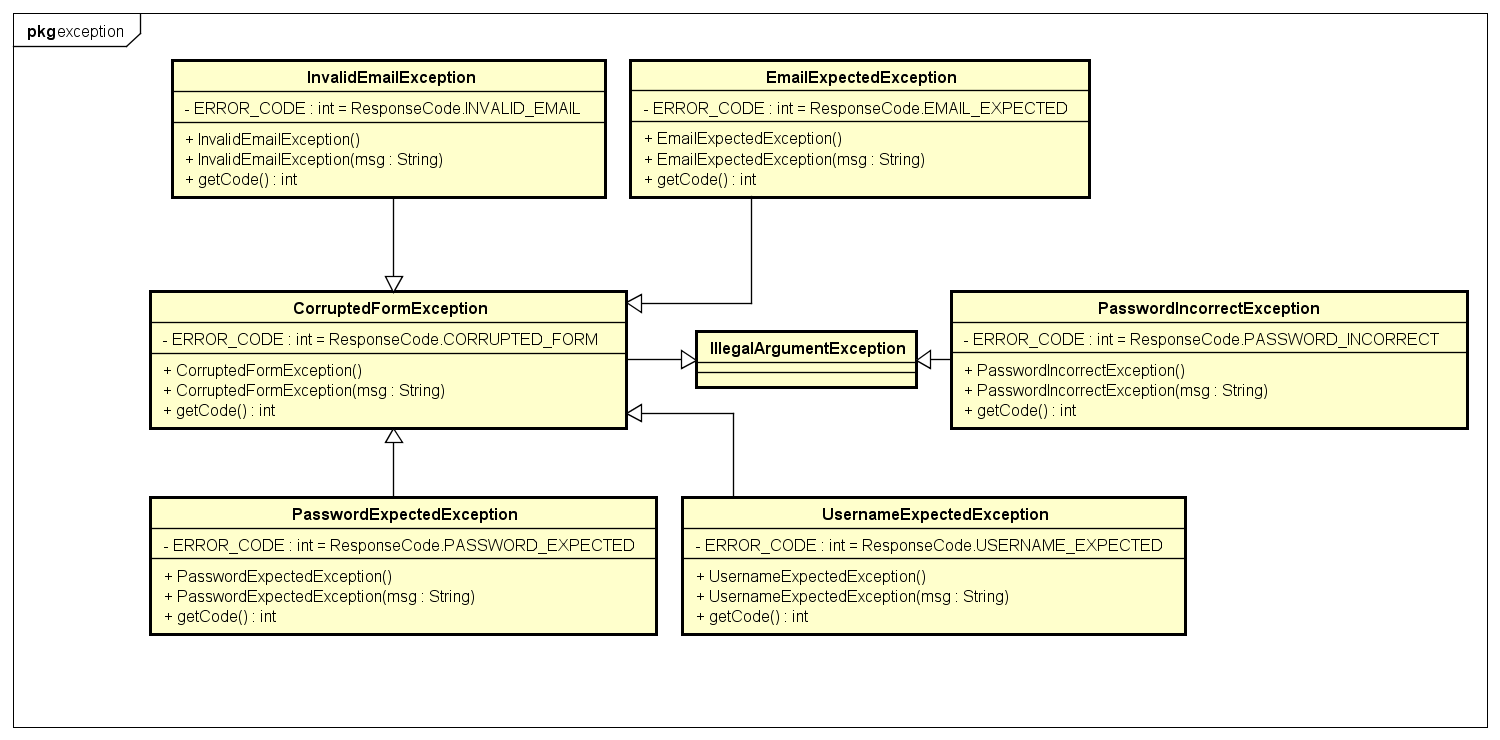 pkg exception
InvalidEmailException
- ERROR_CODE : int = ResponseCode.INVALID_EMAIL
+ InvalidEmailException()
+ InvalidEmailException(msg : String)
+ getCode() : int
EmailExpectedException
- ERROR_CODE : int = ResponseCode.EMAIL_EXPECTED
+ EmailExpectedException()
+ EmailExpectedException(msg : String)
+ getCode() : int
CorruptedFormException
- ERROR_CODE : int = ResponseCode.CORRUPTED_FORM
+ CorruptedFormException()
+ CorruptedFormException(msg : String)
+ getCode() : int
IllegalArgumentException
PasswordIncorrectException
- ERROR_CODE : int = ResponseCode.PASSWORD_INCORRECT
+ PasswordIncorrectException()
+ PasswordIncorrectException(msg : String)
+ getCode() : int
PasswordExpectedException
- ERROR_CODE : int = ResponseCode.PASSWORD_EXPECTED
+ PasswordExpectedException()
+ PasswordExpectedException(msg : String)
+ getCode() : int
UsernameExpectedException
- ERROR_CODE : int = ResponseCode.USERNAME_EXPECTED
+ UsernameExpectedException()
+ UsernameExpectedException(msg : String)
+ getCode() : int